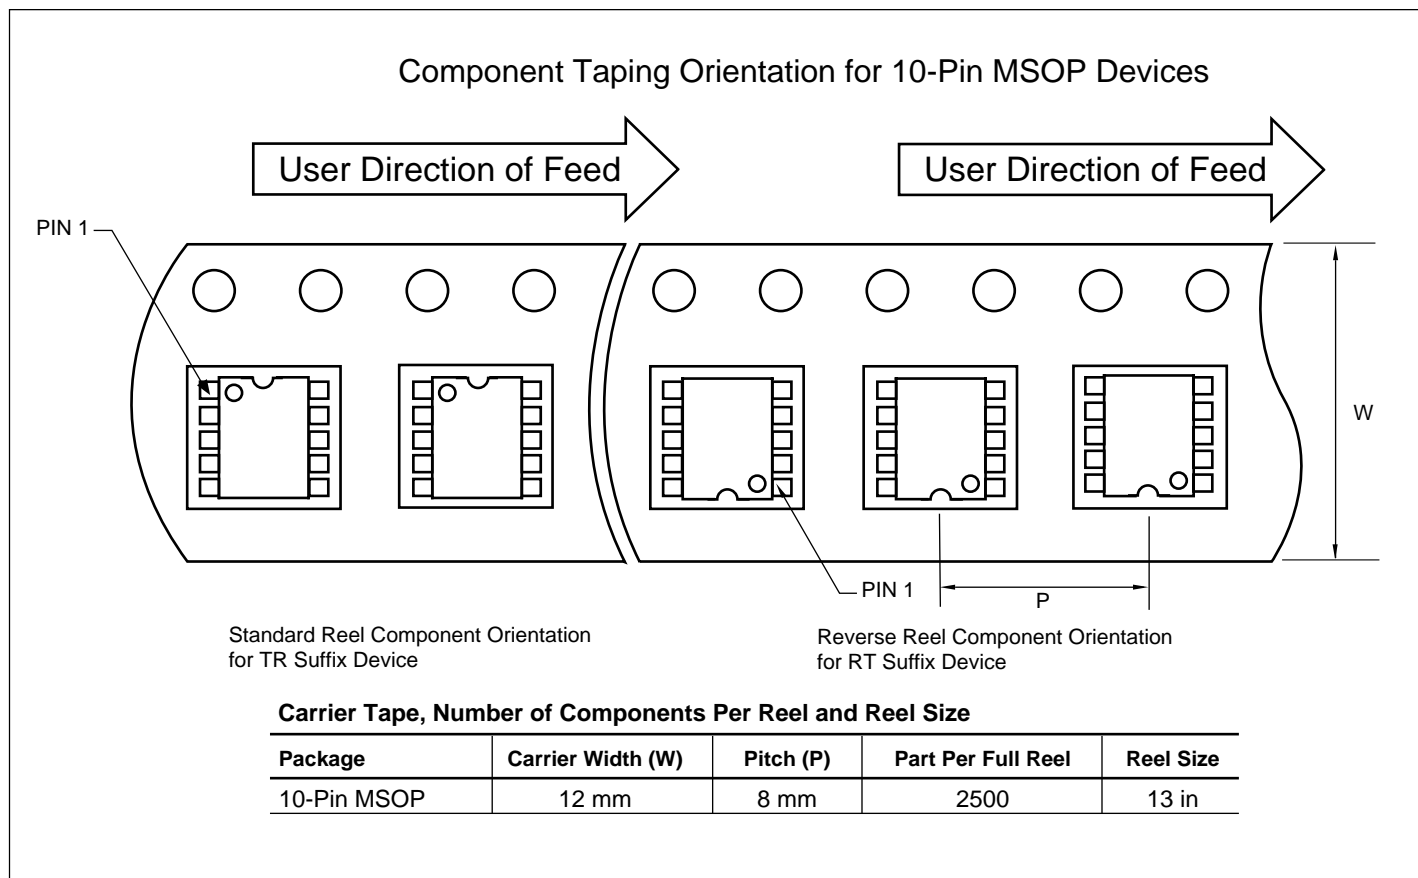 Component Taping Orientation for 10-Pin MSOP Devices
User Direction of Feed
User Direction of Feed
PIN 1
W
PIN 1
P
Standard Reel Component Orientation
for TR Suffix Device
Reverse Reel Component Orientation
for RT Suffix Device
Carrier Tape, Number of Components Per Reel and Reel Size
Package Carrier Width (W) Pitch (P) Part Per Full Reel Reel Size
10-Pin MSOP 12 mm 8 mm 2500 13 in